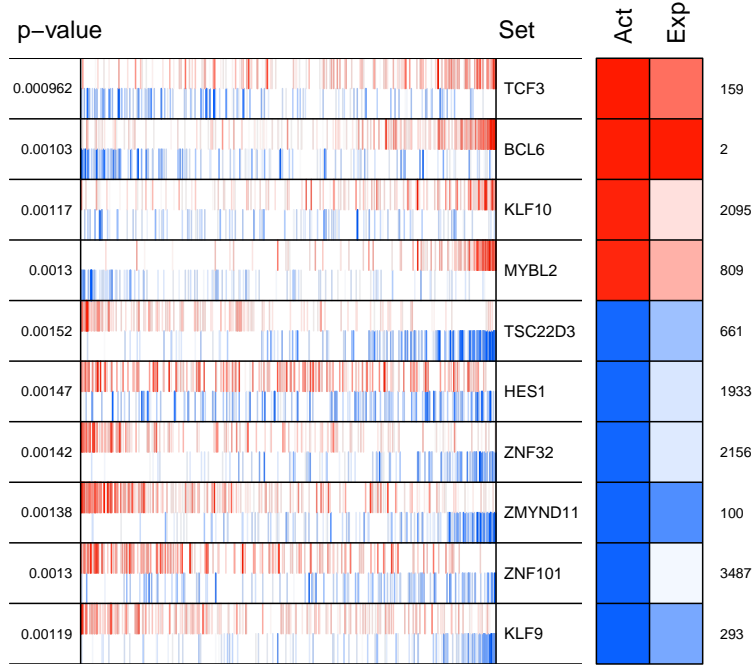 p−value Set Act Exp
0.000962 TCF3 159
0.00103 BCL6 2
0.00117 KLF10 2095
0.0013 MYBL2 809
0.00152 TSC22D3 661
0.00147 HES1 1933
0.00142 ZNF32 2156
0.00138 ZMYND11 100
0.0013 ZNF101 3487
0.00119 KLF9 293